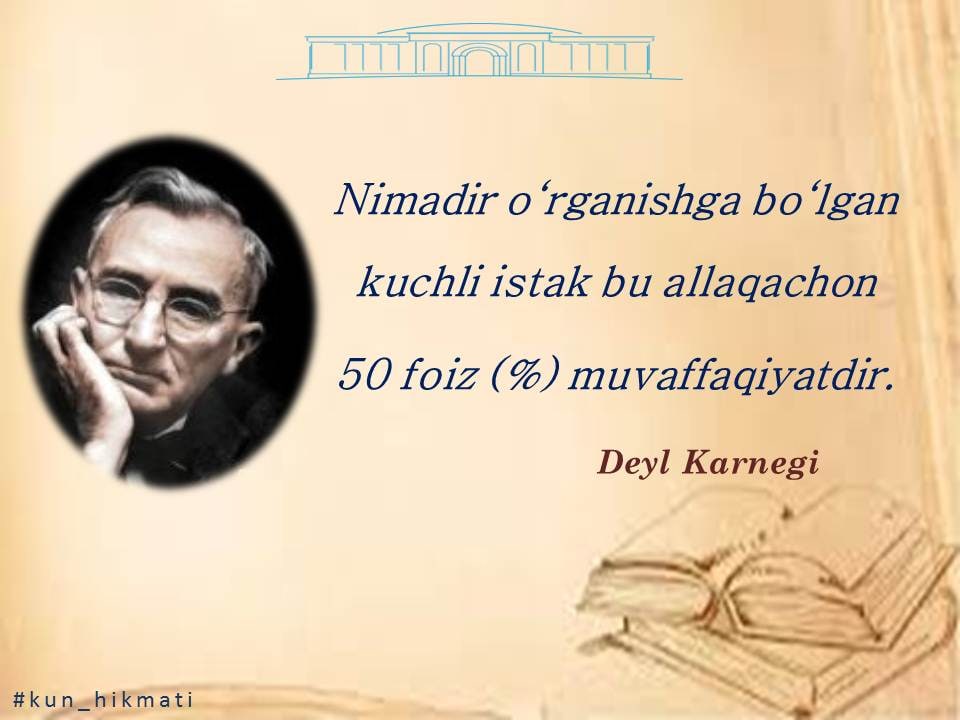 Nimadir o‘rganishga bo‘lgan
kuchli istak bu allaqachon
50 foiz (%) muvaffaqiyatdir.
Deyl Karnegi
#kun_hikmati